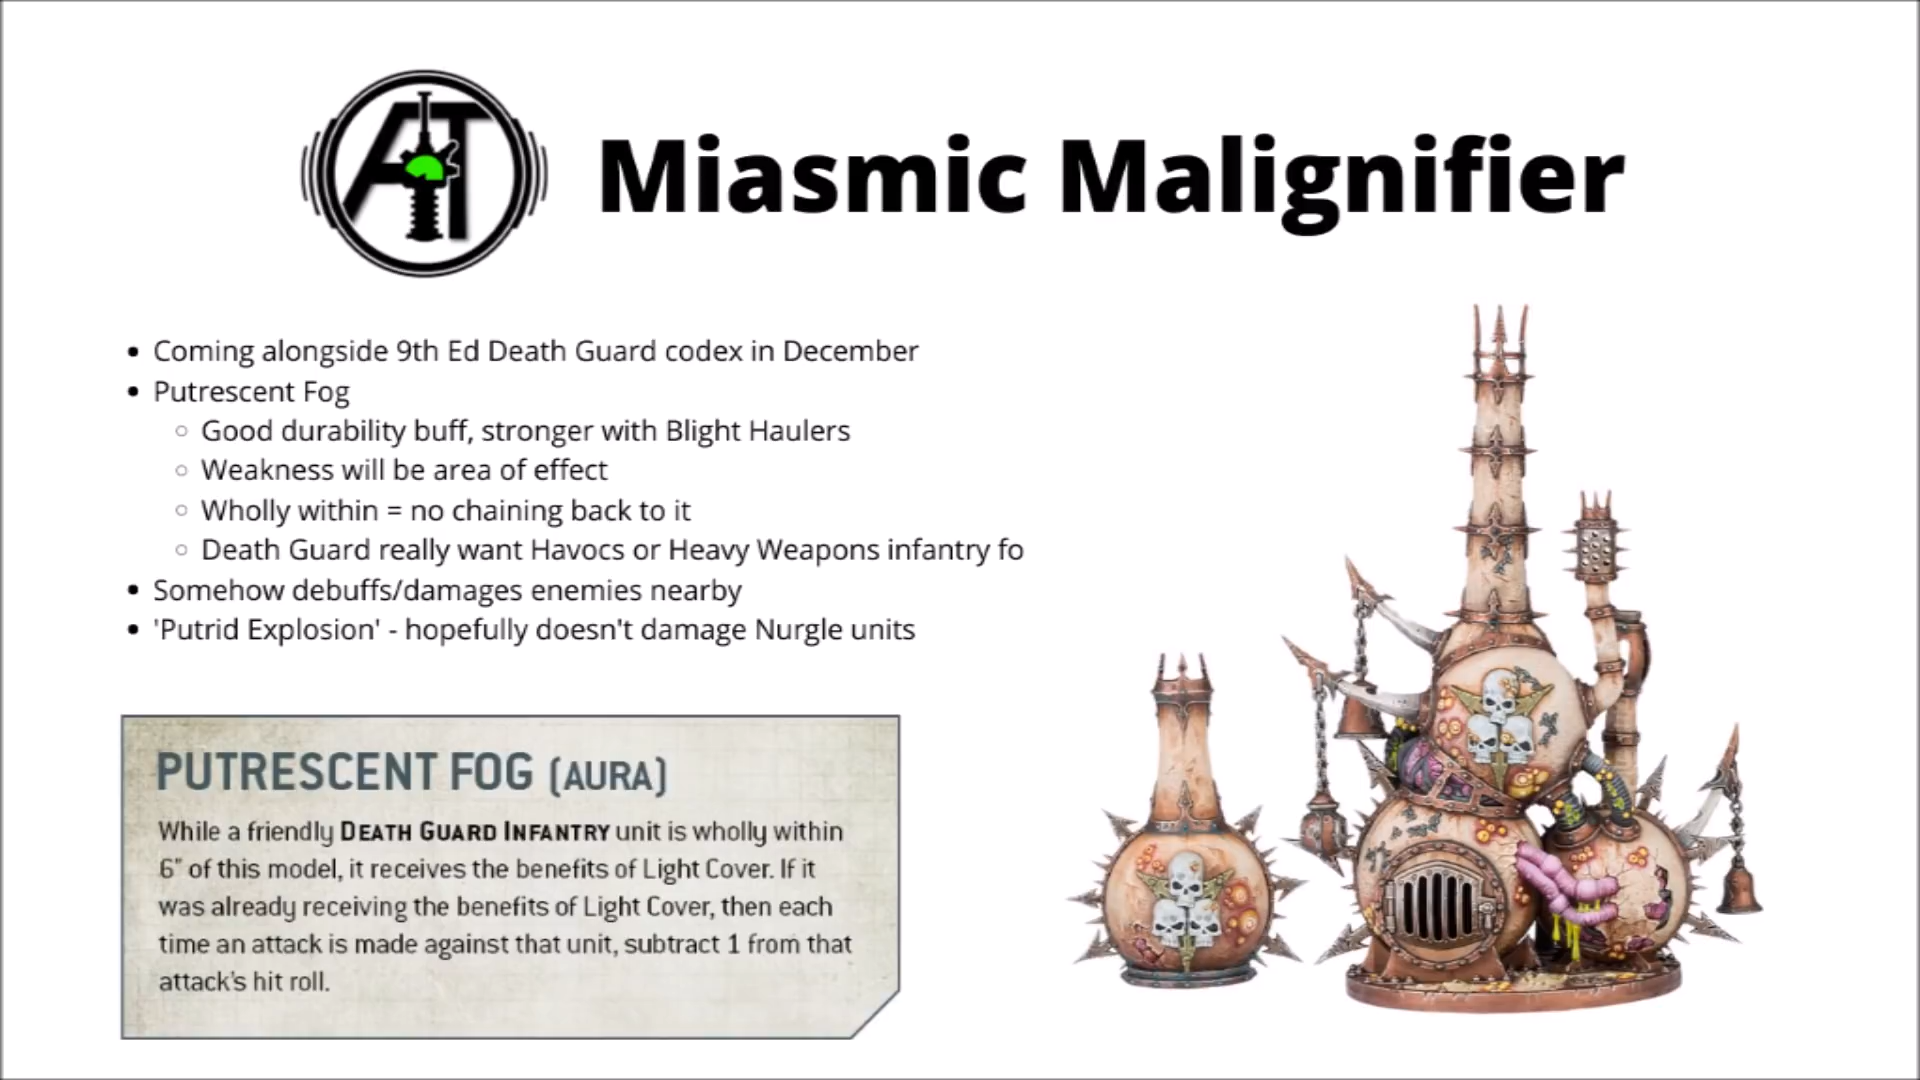 AT
Miasmic Malignifier
• Coming alongside 9th Ed Death Guard codex in December
• Putrescent Fog
○ Good durability buff, stronger with Blight Haulers
○ Weakness will be area of effect
○ Wholly within = no chaining back to it
○ Death Guard really want Havocs or Heavy Weapons infantry fo
• Somehow debuffs/damages enemies nearby
• 'Putrid Explosion' - hopefully doesn't damage Nurgle units
PUTRESCENT FOG (AURA)
While a friendly DEATH GUARD INFANTRY unit is wholly within
6" of this model, it receives the benefits of Light Cover. If it
was already receiving the benefits of Light Cover, then each
time an attack is made against that unit, subtract 1 from that
attack's hit roll.